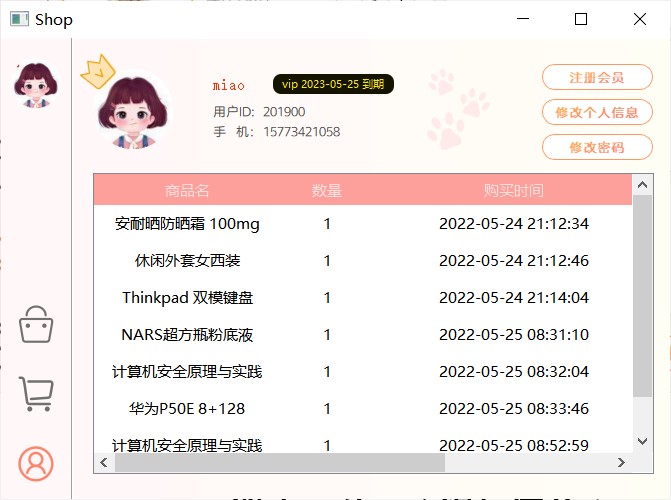 Shop
miao
vip 2023-05-25 到期
注册会员
用户ID: 201900
修改个人信息
手 机: 15773421058
修改密码
商品名 数量 购买时间
安耐晒防晒霜 100mg 1 2022-05-24 21:12:34
休闲外套女西装 1 2022-05-24 21:12:46
Thinkpad 双模键盘 1 2022-05-24 21:14:04
NARS超方瓶粉底液 1 2022-05-25 08:31:10
计算机安全原理与实践 1 2022-05-25 08:32:04
华为P50E 8+128 1 2022-05-25 08:33:46
计算机安全原理与实践 1 2022-05-25 08:52:59